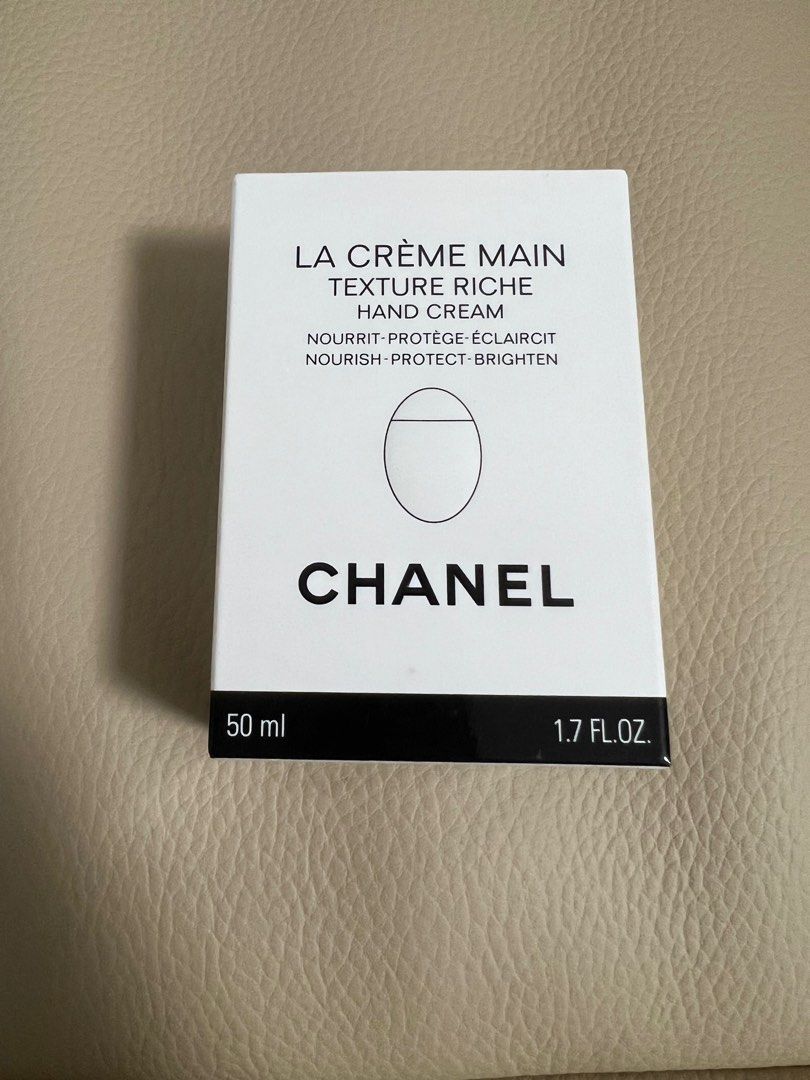 LA CRÈME MAIN
TEXTURE RICHE
HAND CREAM
NOURRIT-PROTÈGE-ÉCLAIRCIT
NOURISH-PROTECT-BRIGHTEN
CHANEL
50 ml 1.7 FL.OZ.